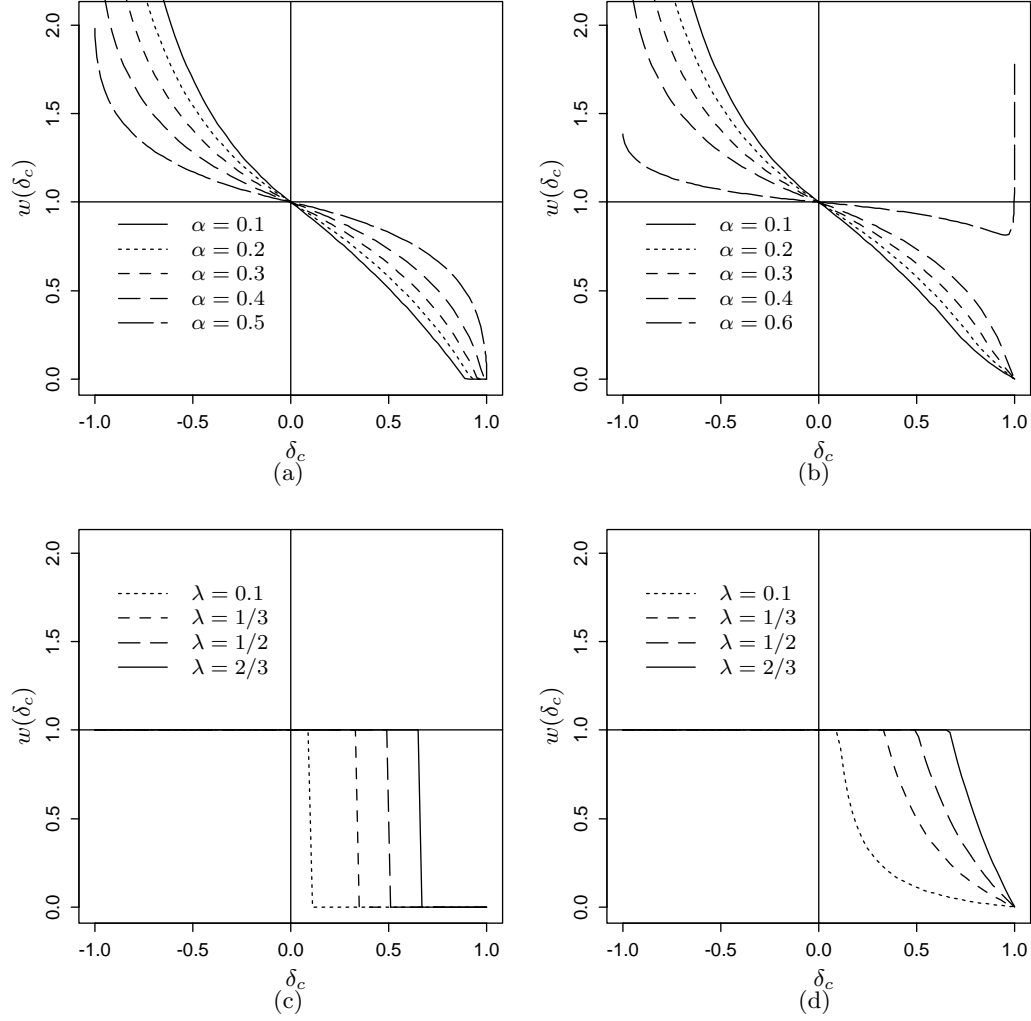 2.0
1.5
1.0
0.5
0.0
w(δc)
α = 0.1
α = 0.2
α = 0.3
α = 0.4
α = 0.5
-1.0 -0.5 0.0 0.5 1.0
δc
(a)
2.0
1.5
1.0
0.5
0.0
w(δc)
α = 0.1
α = 0.2
α = 0.3
α = 0.4
α = 0.6
-1.0 -0.5 0.0 0.5 1.0
δc
(b)
2.0
1.5
1.0
0.5
0.0
w(δc)
λ = 0.1
λ = 1/3
λ = 1/2
λ = 2/3
-1.0 -0.5 0.0 0.5 1.0
δc
(c)
2.0
1.5
1.0
0.5
0.0
w(δc)
λ = 0.1
λ = 1/3
λ = 1/2
λ = 2/3
-1.0 -0.5 0.0 0.5 1.0
δc
(d)